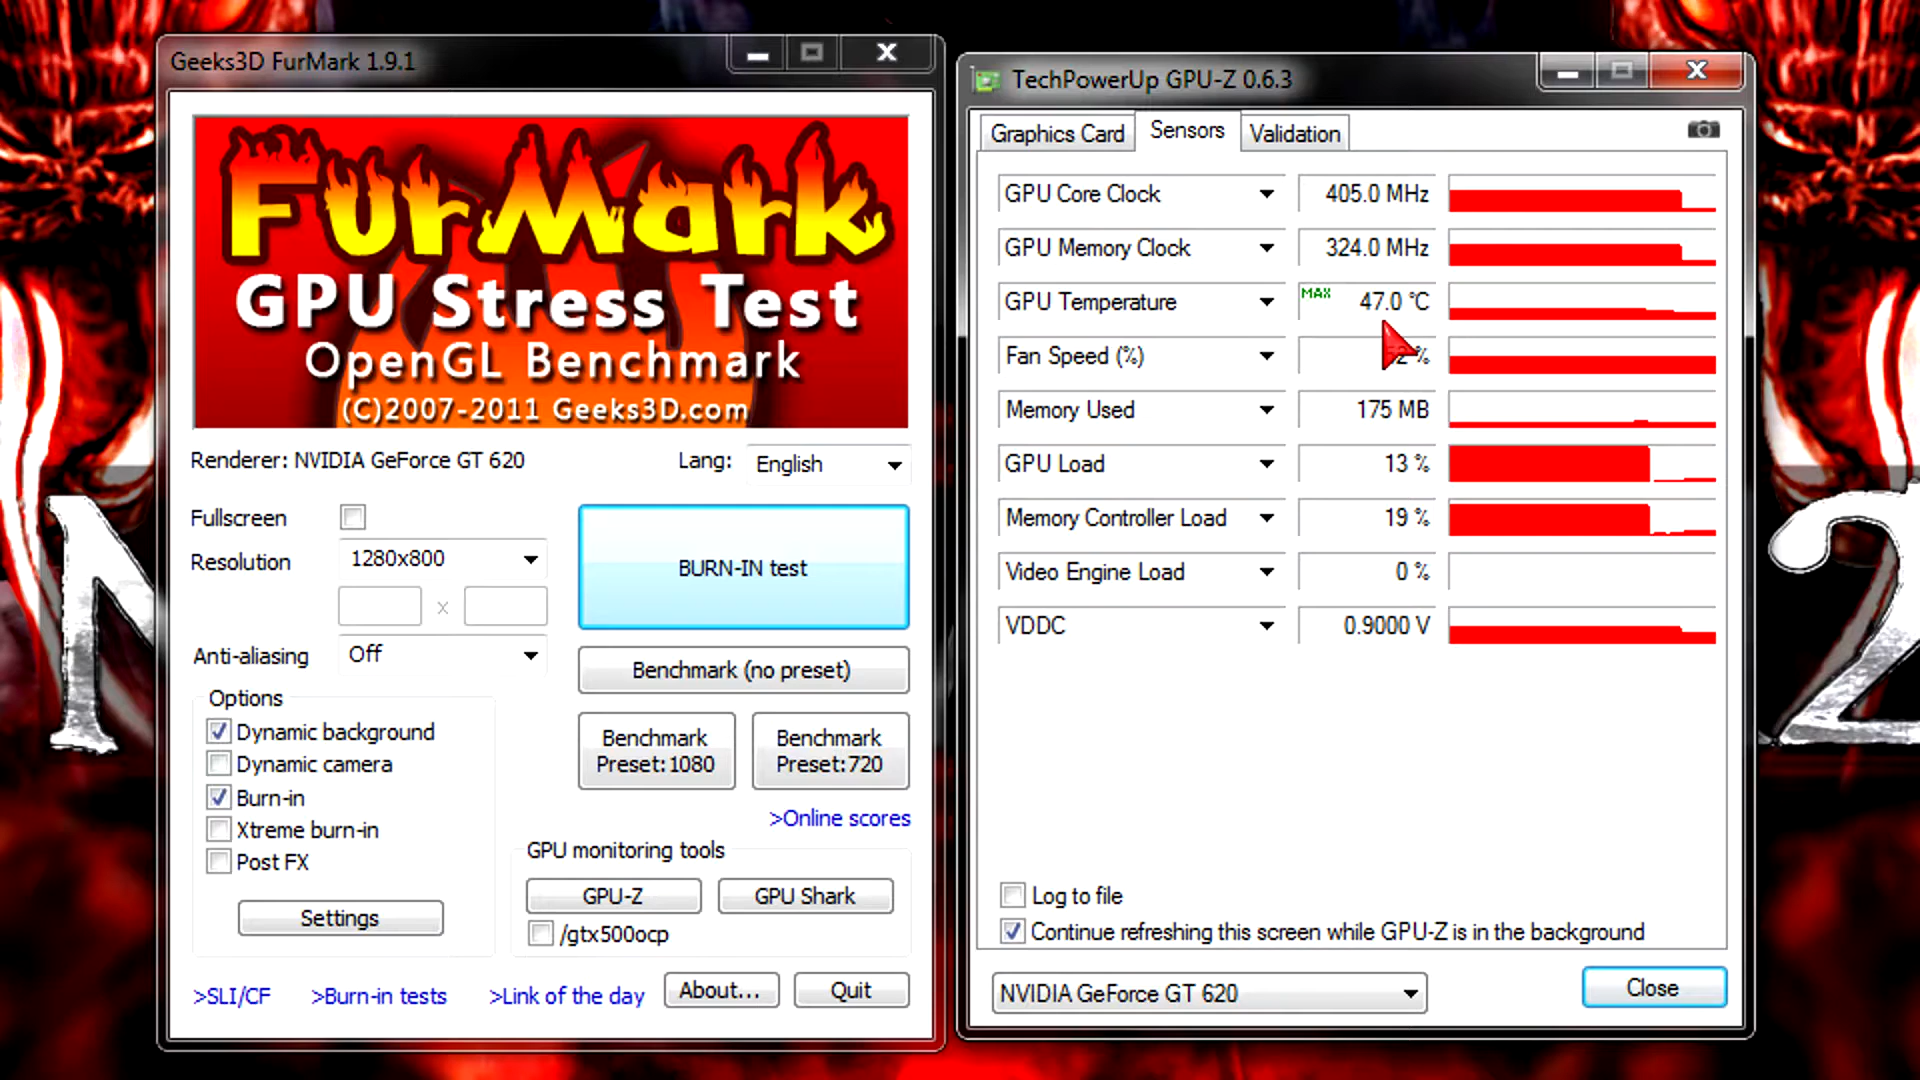 Geeks3D FurMark 1.9.1
FurMark
GPU Stress Test
OpenGL Benchmark
(C)2007-2011 Geeks3D.com
Renderer: NVIDIA GeForce GT 620
Lang: English
Fullscreen
Resolution 1280x800
x
Anti-aliasing Off
Options
Dynamic background
Dynamic camera
Burn-in
Xtreme burn-in
Post FX
Settings
BURN-IN test
Benchmark (no preset)
Benchmark
Preset:1080
Benchmark
Preset:720
>Online scores
GPU monitoring tools
GPU-Z GPU Shark
/gtx500ocp
>SLI/CF >Burn-in tests >Link of the day About... Quit
TechPowerUp GPU-Z 0.6.3
Graphics Card Sensors Validation
GPU Core Clock 405.0 MHz
GPU Memory Clock 324.0 MHz
GPU Temperature MAX 47.0 °C
Fan Speed (%) %
Memory Used 175 MB
GPU Load 13 %
Memory Controller Load 19 %
Video Engine Load 0 %
VDDC 0.9000 V
Log to file
Continue refreshing this screen while GPU-Z is in the background
NVIDIA GeForce GT 620 Close
2